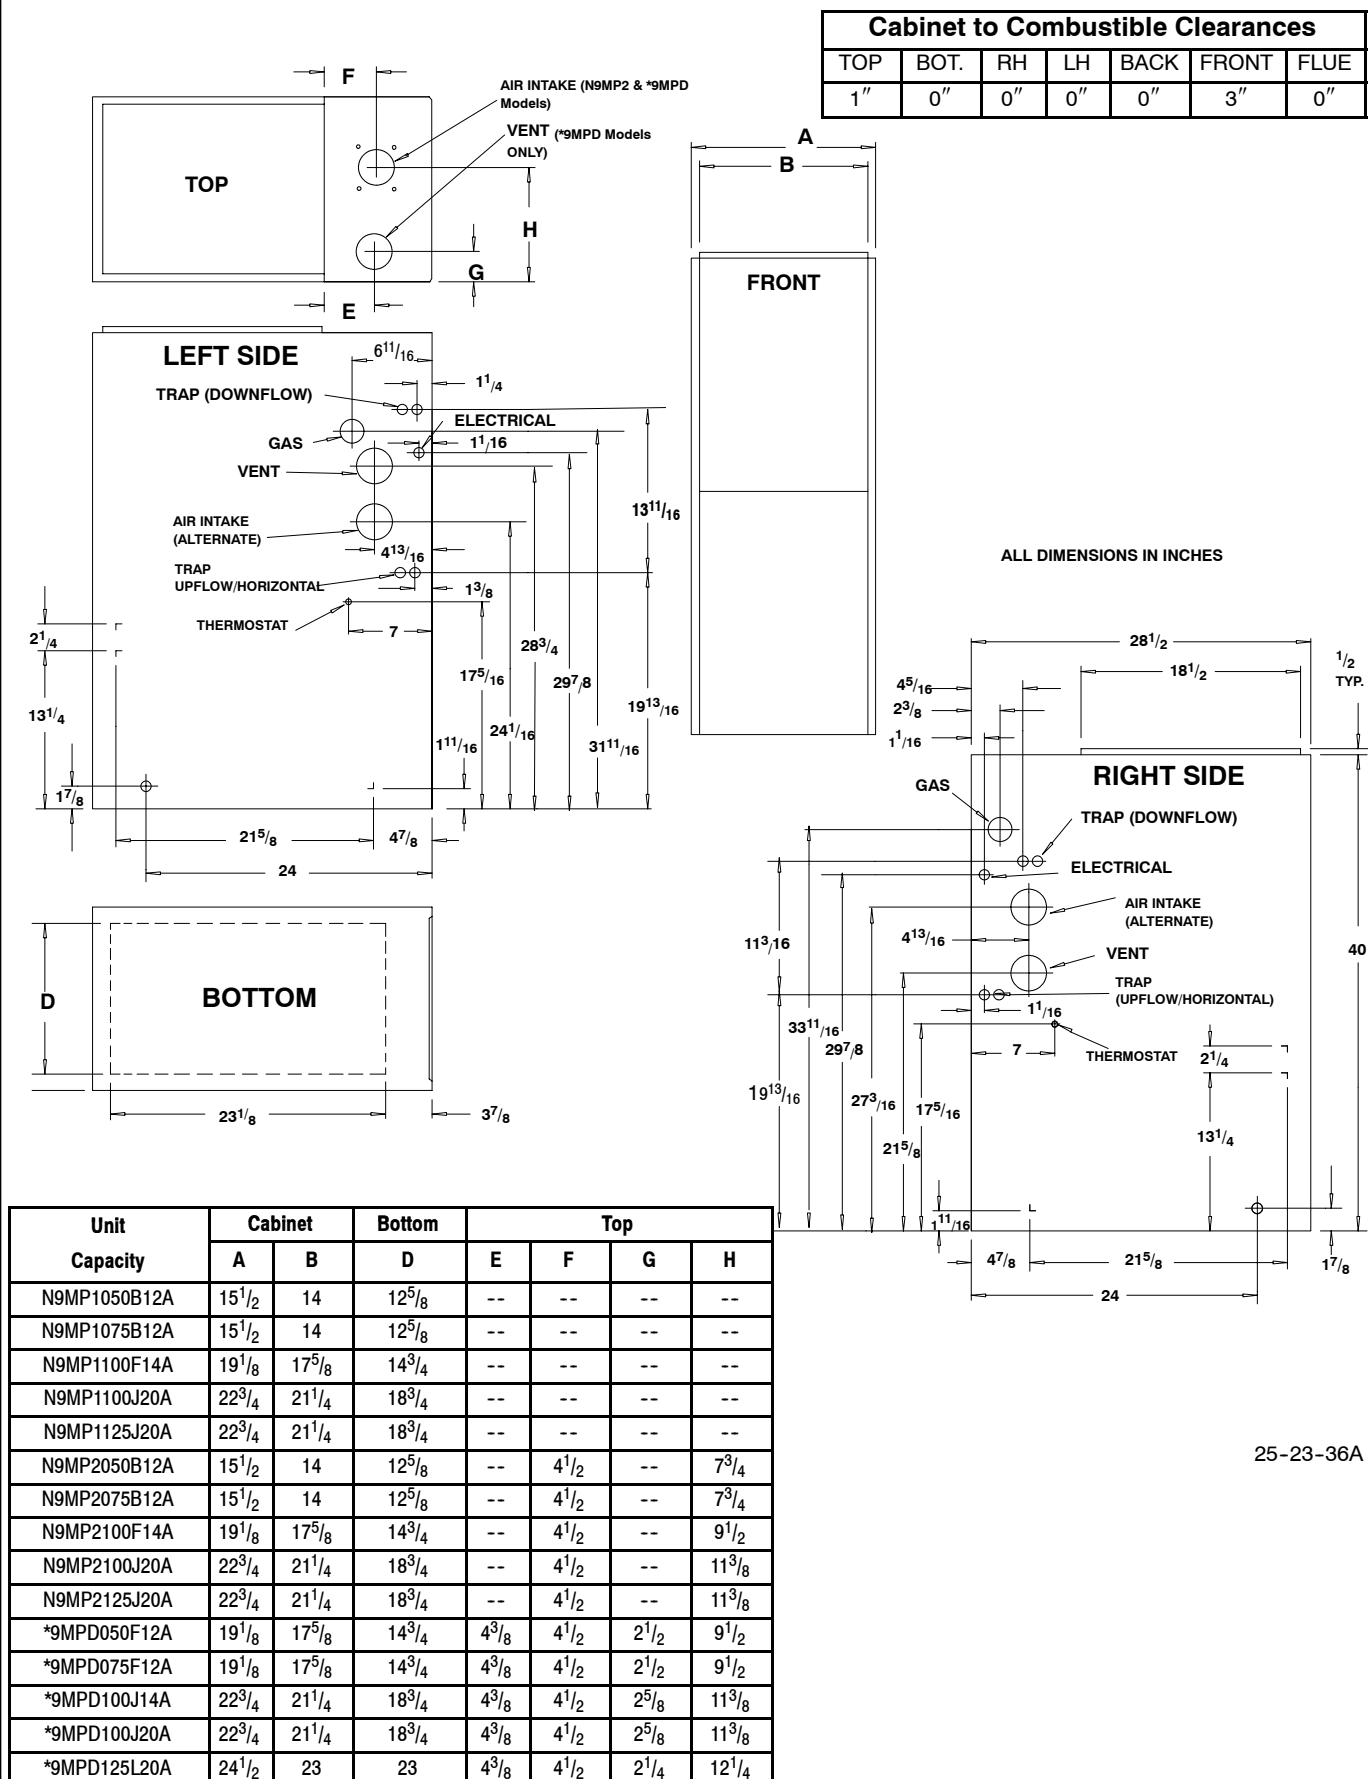 Cabinet to Combustible Clearances
TOP BOT. RH LH BACK FRONT FLUE
1″ 0″ 0″ 0″ 0″ 3″ 0″
F
AIR INTAKE (N9MP2 & *9MPD
Models)
VENT (*9MPD Models
ONLY)
TOP
H
G
E
A
B
FRONT
LEFT SIDE
6 11/16
1 1/4
TRAP (DOWNFLOW)
ELECTRICAL
GAS
1 1/16
VENT
13 11/16
AIR INTAKE
(ALTERNATE)
4 13/16
TRAP
UPFLOW/HORIZONTAL
1 3/8
THERMOSTAT
7
2 1/4
28 3/4
17 5/16
29 7/8
19 13/16
13 1/4
24 1/16
1 11/16
31 11/16
1 7/8
21 5/8
4 7/8
24
ALL DIMENSIONS IN INCHES
28 1/2
1/2
TYP.
18 1/2
4 5/16
2 3/8
1 1/16
RIGHT SIDE
GAS
TRAP (DOWNFLOW)
ELECTRICAL
AIR INTAKE
(ALTERNATE)
11 3/16
4 13/16
40
VENT
TRAP
(UPFLOW/HORIZONTAL)
1 1/16
33 11/16
29 7/8
7
THERMOSTAT
2 1/4
19 13/16
27 3/16
17 5/16
13 1/4
21 5/8
1 11/16
4 7/8
21 5/8
1 7/8
24
D
BOTTOM
23 1/8
3 7/8
Unit Cabinet Bottom Top
Capacity A B D E F G H
N9MP1050B12A 15 1/2 14 12 5/8 -- -- -- --
N9MP1075B12A 15 1/2 14 12 5/8 -- -- -- --
N9MP1100F14A 19 1/8 17 5/8 14 3/4 -- -- -- --
N9MP1100J20A 22 3/4 21 1/4 18 3/4 -- -- -- --
N9MP1125J20A 22 3/4 21 1/4 18 3/4 -- -- -- --
N9MP2050B12A 15 1/2 14 12 5/8 -- 4 1/2 -- 7 3/4
N9MP2075B12A 15 1/2 14 12 5/8 -- 4 1/2 -- 7 3/4
N9MP2100F14A 19 1/8 17 5/8 14 3/4 -- 4 1/2 -- 9 1/2
N9MP2100J20A 22 3/4 21 1/4 18 3/4 -- 4 1/2 -- 11 3/8
N9MP2125J20A 22 3/4 21 1/4 18 3/4 -- 4 1/2 -- 11 3/8
*9MPD050F12A 19 1/8 17 5/8 14 3/4 4 3/8 4 1/2 2 1/2 9 1/2
*9MPD075F12A 19 1/8 17 5/8 14 3/4 4 3/8 4 1/2 2 1/2 9 1/2
*9MPD100J14A 22 3/4 21 1/4 18 3/4 4 3/8 4 1/2 2 5/8 11 3/8
*9MPD100J20A 22 3/4 21 1/4 18 3/4 4 3/8 4 1/2 2 5/8 11 3/8
*9MPD125L20A 24 1/2 23 23 4 3/8 4 1/2 2 1/4 12 1/4
25-23-36A